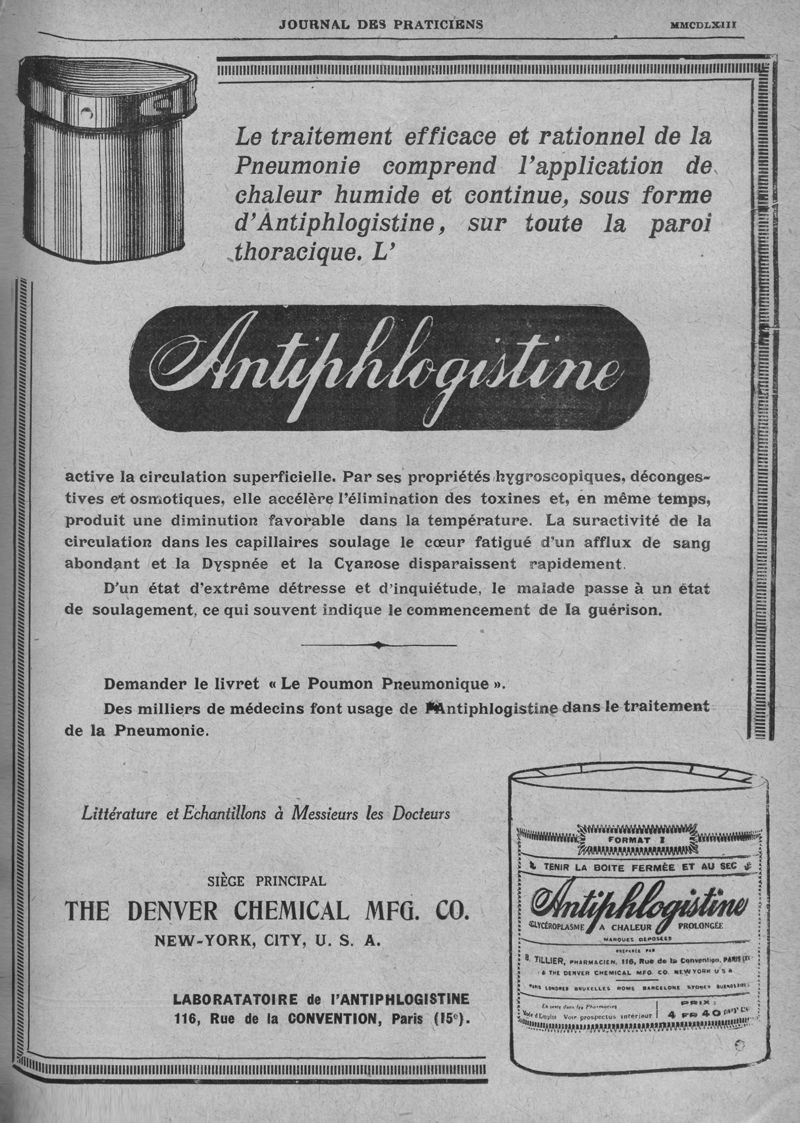 JOURNAL DES PRATICIENS
MMCDLXIII
Le traitement efficace et rationnel de la
Pneumonie comprend l'application de
chaleur humide et continue, sous forme
d'Antiphlogistine, sur toute la paroi
thoracique. L'
Antiphlogistine
active la circulation superficielle. Par ses propriétés hygroscopiques, déconges-
tives et osmotiques, elle accélère l'élimination des toxines et, en même temps,
produit une diminution favorable dans la température. La suractivité de la
circulation dans les capillaires soulage le cœur fatigué d'un afflux de sang
abondant et la Dyspnée et la Cyanose disparaissent rapidement.
D'un état d'extrême détresse et d'inquiétude, le malade passe à un état
de soulagement, ce qui souvent indique le commencement de la guérison.
Demander le livret « Le Poumon Pneumonique ».
Des milliers de médecins font usage de Antiphlogistine dans le traitement
de la Pneumonie.
Littérature et Echantillons à Messieurs les Docteurs
SIÈGE PRINCIPAL
THE DENVER CHEMICAL MFG. CO.
NEW-YORK, CITY, U. S. A.
LABORATATOIRE de l'ANTIPHLOGISTINE
116, Rue de la CONVENTION, Paris (15e).
FORMAT I
TENIR LA BOITE FERMÉE ET AU SEC
Antiphlogistine
GLYCÉROPLASME A CHALEUR PROLONGÉE
MARQUES DÉPOSÉES
PRÉPARÉE PAR
TILLIER, PHARMACIEN, 116, Rue de la Convention, PARIS
& THE DENVER CHEMICAL MFG. CO. NEW YORK U S A
PARIS LONDRES BRUXELLES ROME BARCELONE SYDNEY BUENOS-AIRES
En vente dans les Pharmacies
Mode d'Emploi Voir prospectus intérieur
PRIX:
4 FR 40